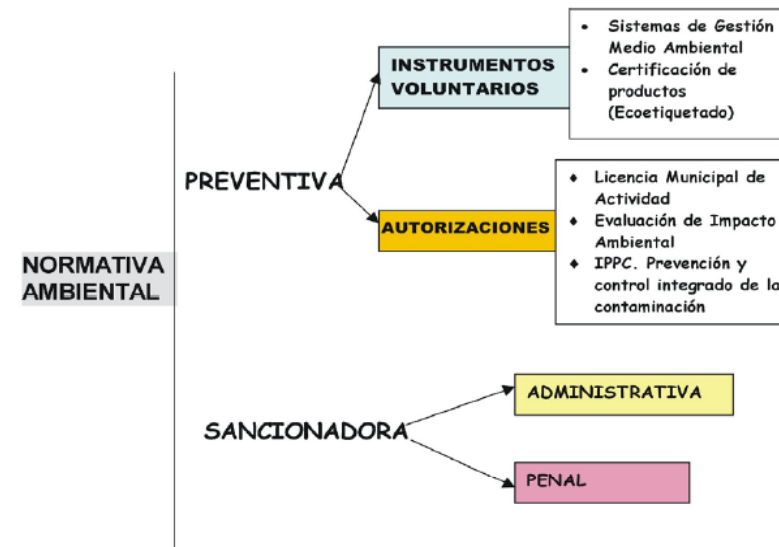 NORMATIVA
AMBIENTAL
PREVENTIVA
INSTRUMENTOS
VOLUNTARIOS
• Sistemas de Gestión
Medio Ambiental
• Certificación de
productos
(Ecoetiquetado)
AUTORIZACIONES
♦ Licencia Municipal de
Actividad
♦ Evaluación de Impacto
Ambiental
♦ IPPC. Prevención y
control integrado de la
contaminación
SANCIONADORA
ADMINISTRATIVA
PENAL